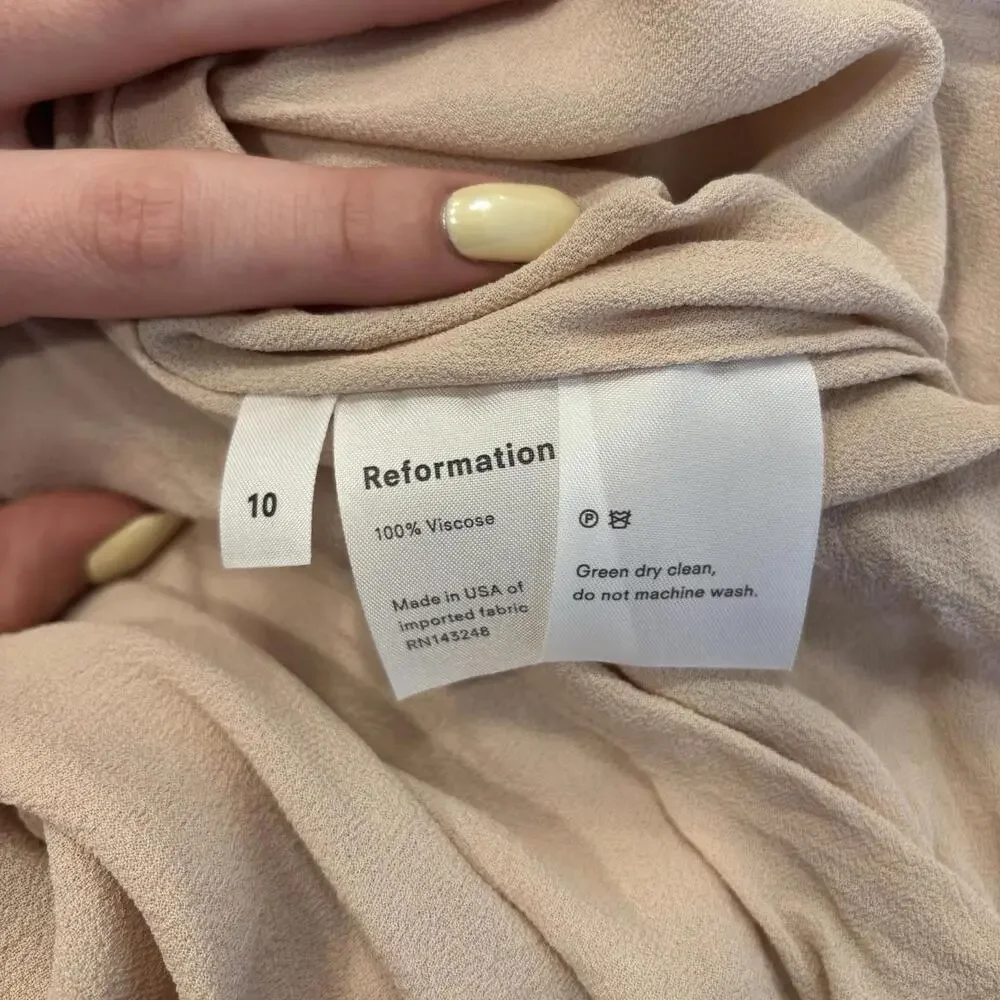 10
Reformation
100% Viscose
Made in USA of
imported fabric
RN143248
Ⓟ
Green dry clean,
do not machine wash.